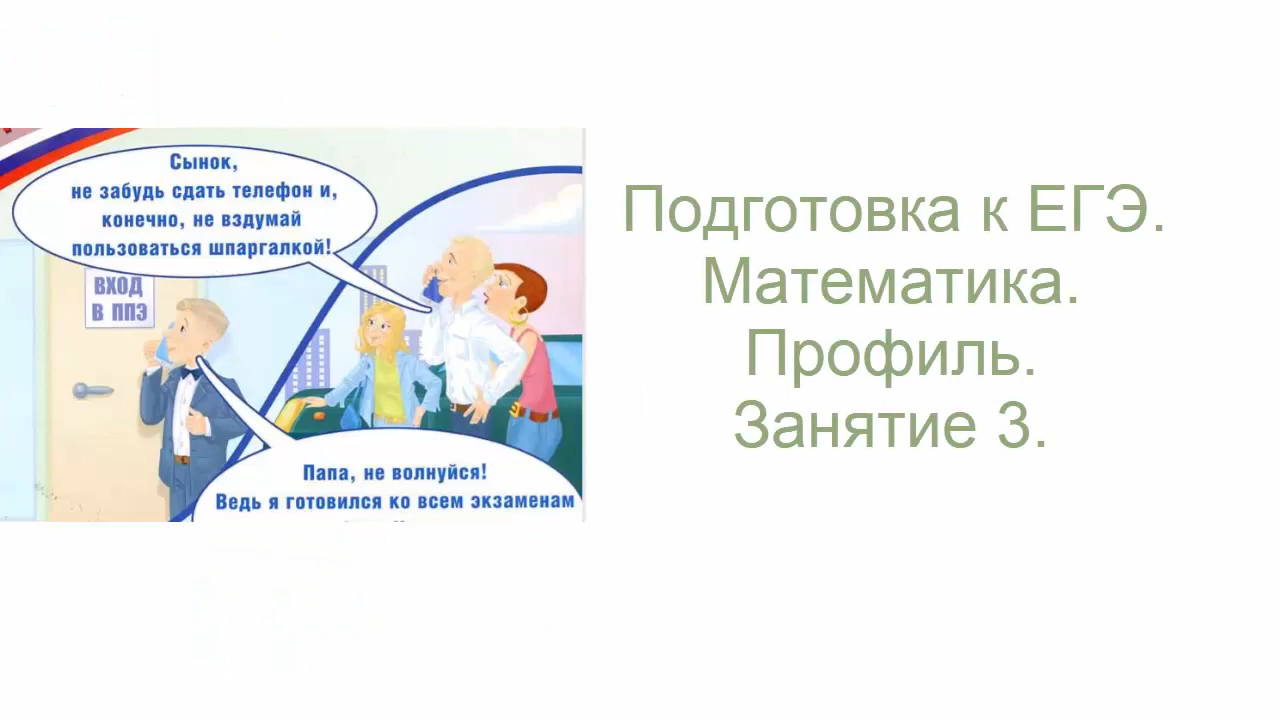 Сынок,
не забудь сдать телефон и,
конечно, не вздумай
пользоваться шпаргалкой!
ВХОД
В ППЭ
Папа, не волнуйся!
Ведь я готовился ко всем экзаменам
Подготовка к ЕГЭ.
Математика.
Профиль.
Занятие 3.